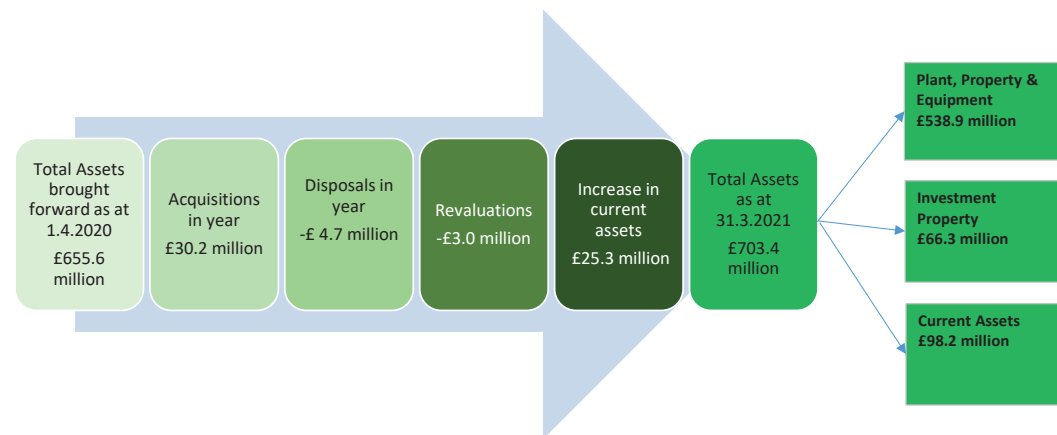 Total Assets
brought
forward as at
1.4.2020
£655.6
million
Acquisitions
in year
£30.2 million
Disposals in
year
-£ 4.7 million
Revaluations
-£3.0 million
Increase in
current
assets
£25.3 million
Total Assets
as at
31.3.2021
£703.4
million
Plant, Property &
Equipment
£538.9 million
Investment
Property
£66.3 million
Current Assets
£98.2 million